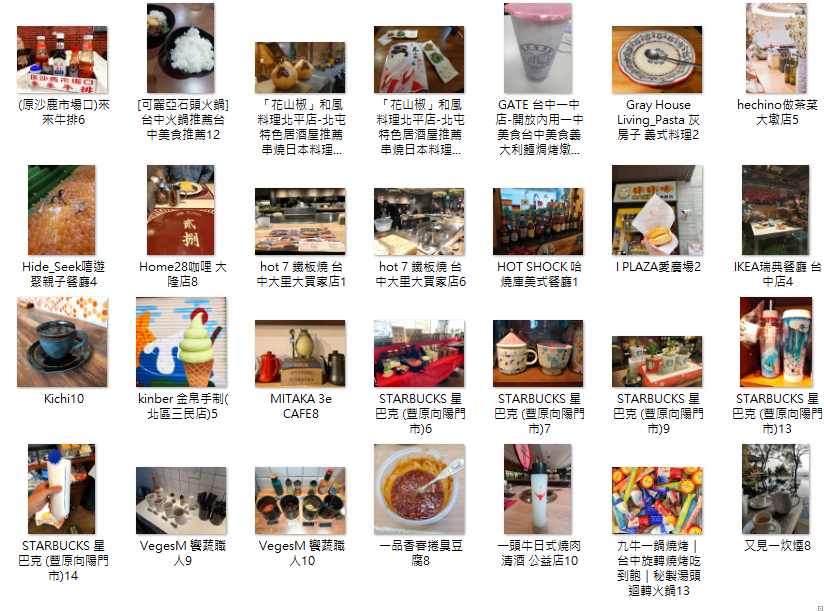 (原沙鹿市場口)來
來牛排6
[可麗亞石頭火鍋]
台中火鍋推薦台
中美食推薦12
「花山椒」和風
料理北平店-北屯
特色居酒屋推薦
串燒日本料理...
「花山椒」和風
料理北平店-北屯
特色居酒屋推薦
串燒日本料理...
GATE 台中一中
店-開放內用一中
美食台中美食義
大利麵焗烤燉...
Gray House
Living_Pasta 灰
房子 義式料理2
hechino做茶菜
大墩店5
Hide_Seek嘻遊
聚親子餐廳4
Home28咖哩 大
隆店8
hot 7 鐵板燒 台
中大里大買家店1
hot 7 鐵板燒 台
中大里大買家店6
HOT SHOCK 哈
燒庫美式餐廳1
I PLAZA愛廣場2
IKEA瑞典餐廳 台
中店4
Kichi10
kinber 金帛手制(
北區三民店)5
MITAKA 3e
CAFE8
STARBUCKS 星
巴克 (豐原向陽門
市)6
STARBUCKS 星
巴克 (豐原向陽門
市)7
STARBUCKS 星
巴克 (豐原向陽門
市)9
STARBUCKS 星
巴克 (豐原向陽門
市)13
STARBUCKS 星
巴克 (豐原向陽門
市)14
VegesM 饗蔬職
人9
VegesM 饗蔬職
人10
一品香春捲臭豆
腐8
一頭牛日式燒肉
清酒 公益店10
九牛一鍋燒烤｜
台中旋轉燒烤吃
到飽｜秘製湯頭
迴轉火鍋13
又見一炊煙8
原沙鹿市場口
來來牛排
貳
捌